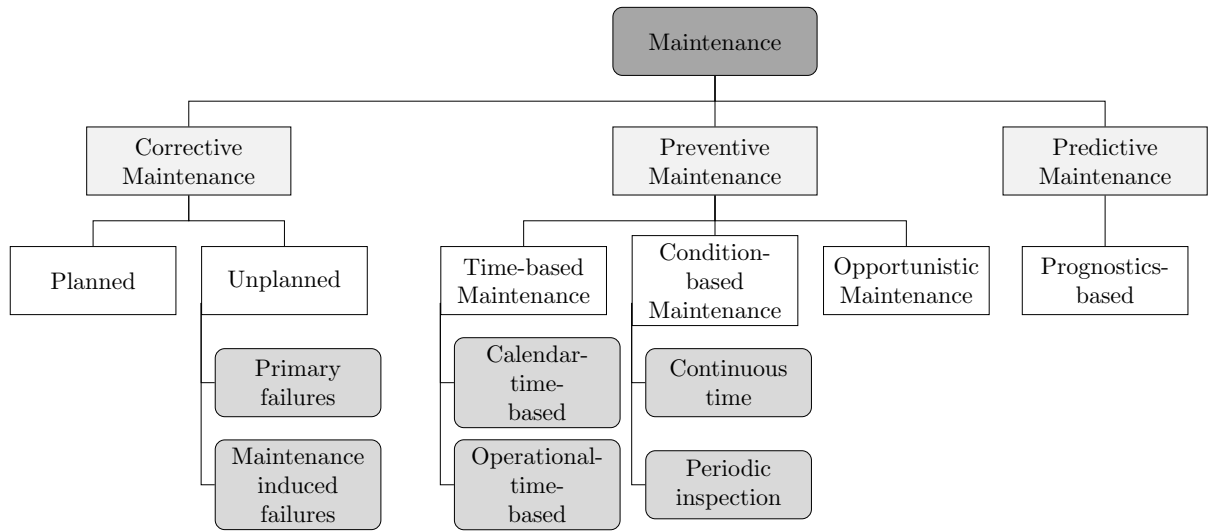 Maintenance
Corrective
Maintenance
Preventive
Maintenance
Predictive
Maintenance
Planned
Unplanned
Time-based
Maintenance
Condition-
based
Maintenance
Opportunistic
Maintenance
Prognostics-
based
Primary
failures
Calendar-
time-
based
Continuous
time
Maintenance
induced
failures
Operational-
time-
based
Periodic
inspection